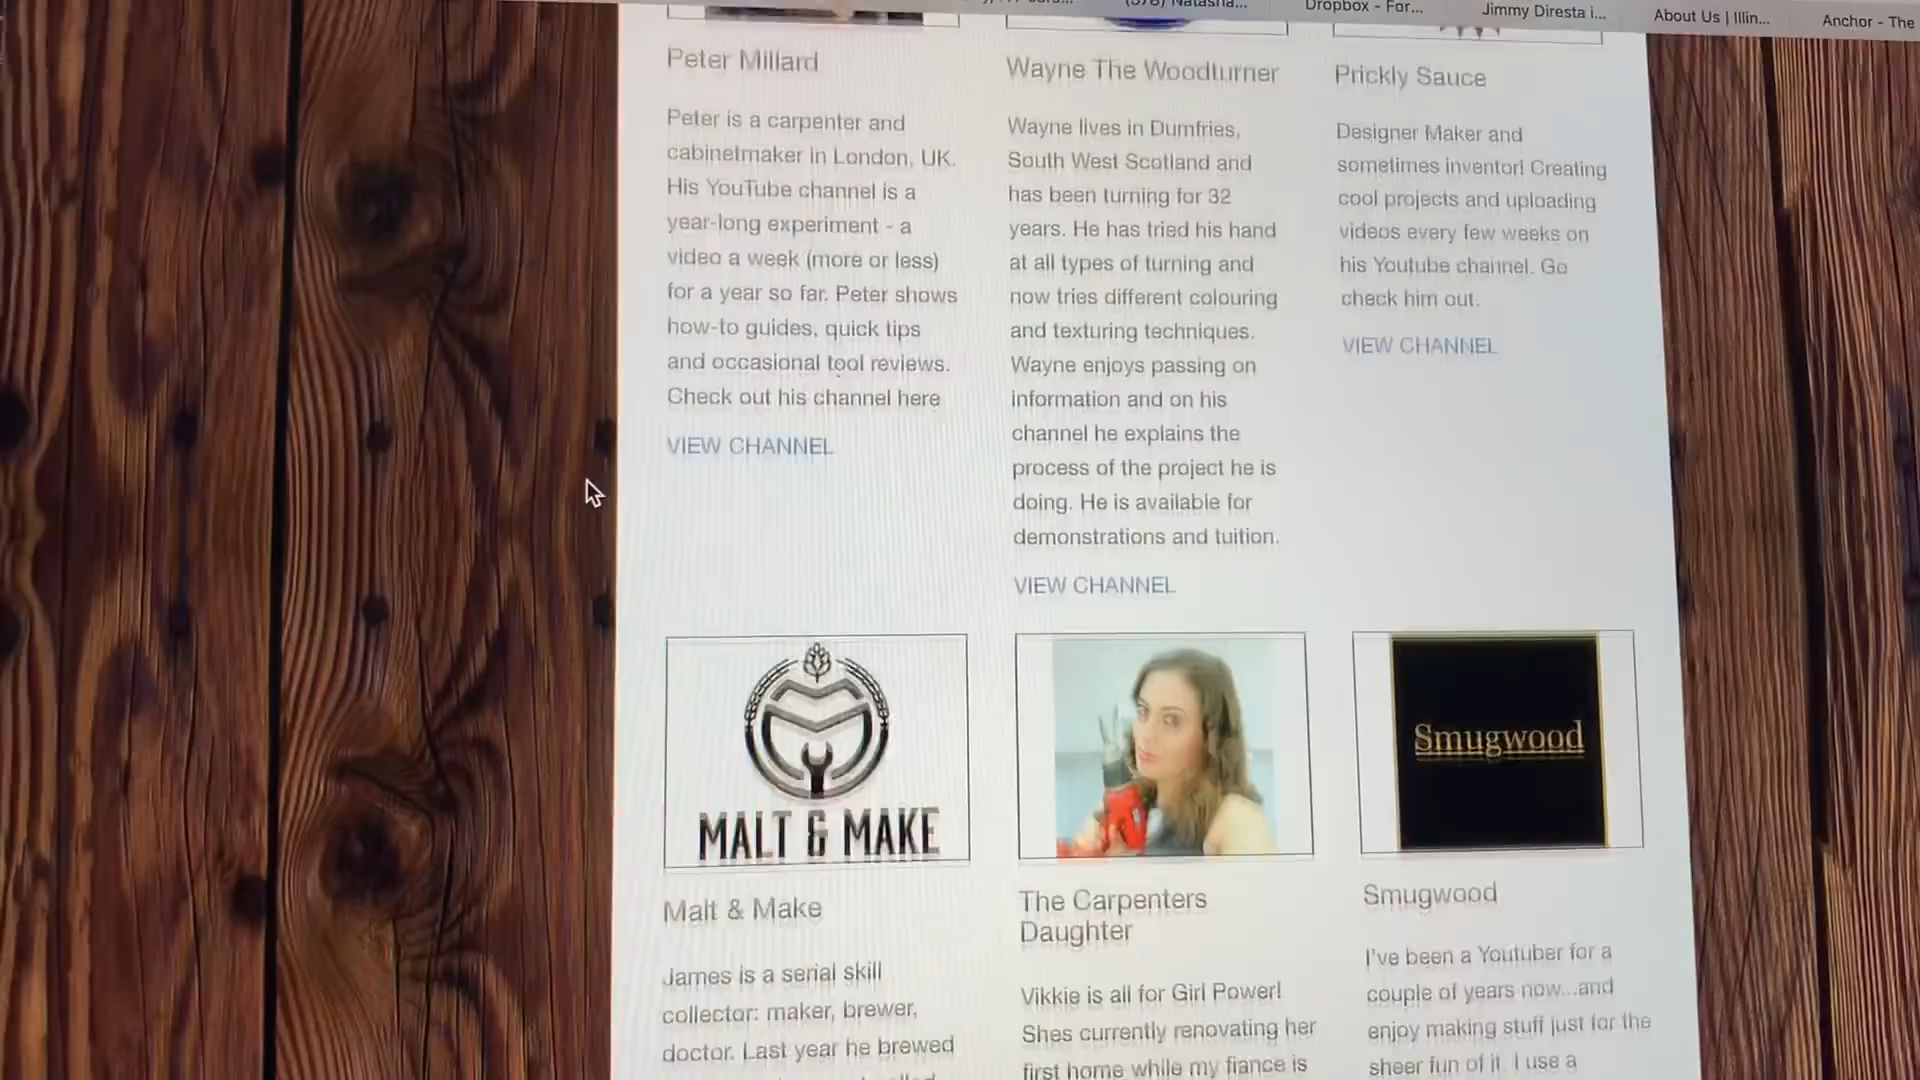 Dropbox - For...
Jimmy Diresta i...
About Us | Illin...
Anchor - The
Peter Millard
Peter is a carpenter and
cabinetmaker in London, UK.
His YouTube channel is a
year-long experiment - a
video a week (more or less)
for a year so far. Peter shows
how-to guides, quick tips
and occasional tool reviews.
Check out his channel here
VIEW CHANNEL
Wayne The Woodturner
Wayne lives in Dumfries,
South West Scotland and
has been turning for 32
years. He has tried his hand
at all types of turning and
now tries different colouring
and texturing techniques.
Wayne enjoys passing on
information and on his
channel he explains the
process of the project he is
doing. He is available for
demonstrations and tuition.
VIEW CHANNEL
Prickly Sauce
Designer Maker and
sometimes inventor! Creating
cool projects and uploading
videos every few weeks on
his Youtube channel. Go
check him out.
VIEW CHANNEL
MALT & MAKE
Malt & Make
James is a serial skill
collector: maker, brewer,
doctor. Last year he brewed
The Carpenters
Daughter
Vikkie is all for Girl Power!
Shes currently renovating her
first home while my fiance is
Smugwood
Smugwood
I've been a Youtuber for a
couple of years now...and
enjoy making stuff just for the
sheer fun of it. I use a